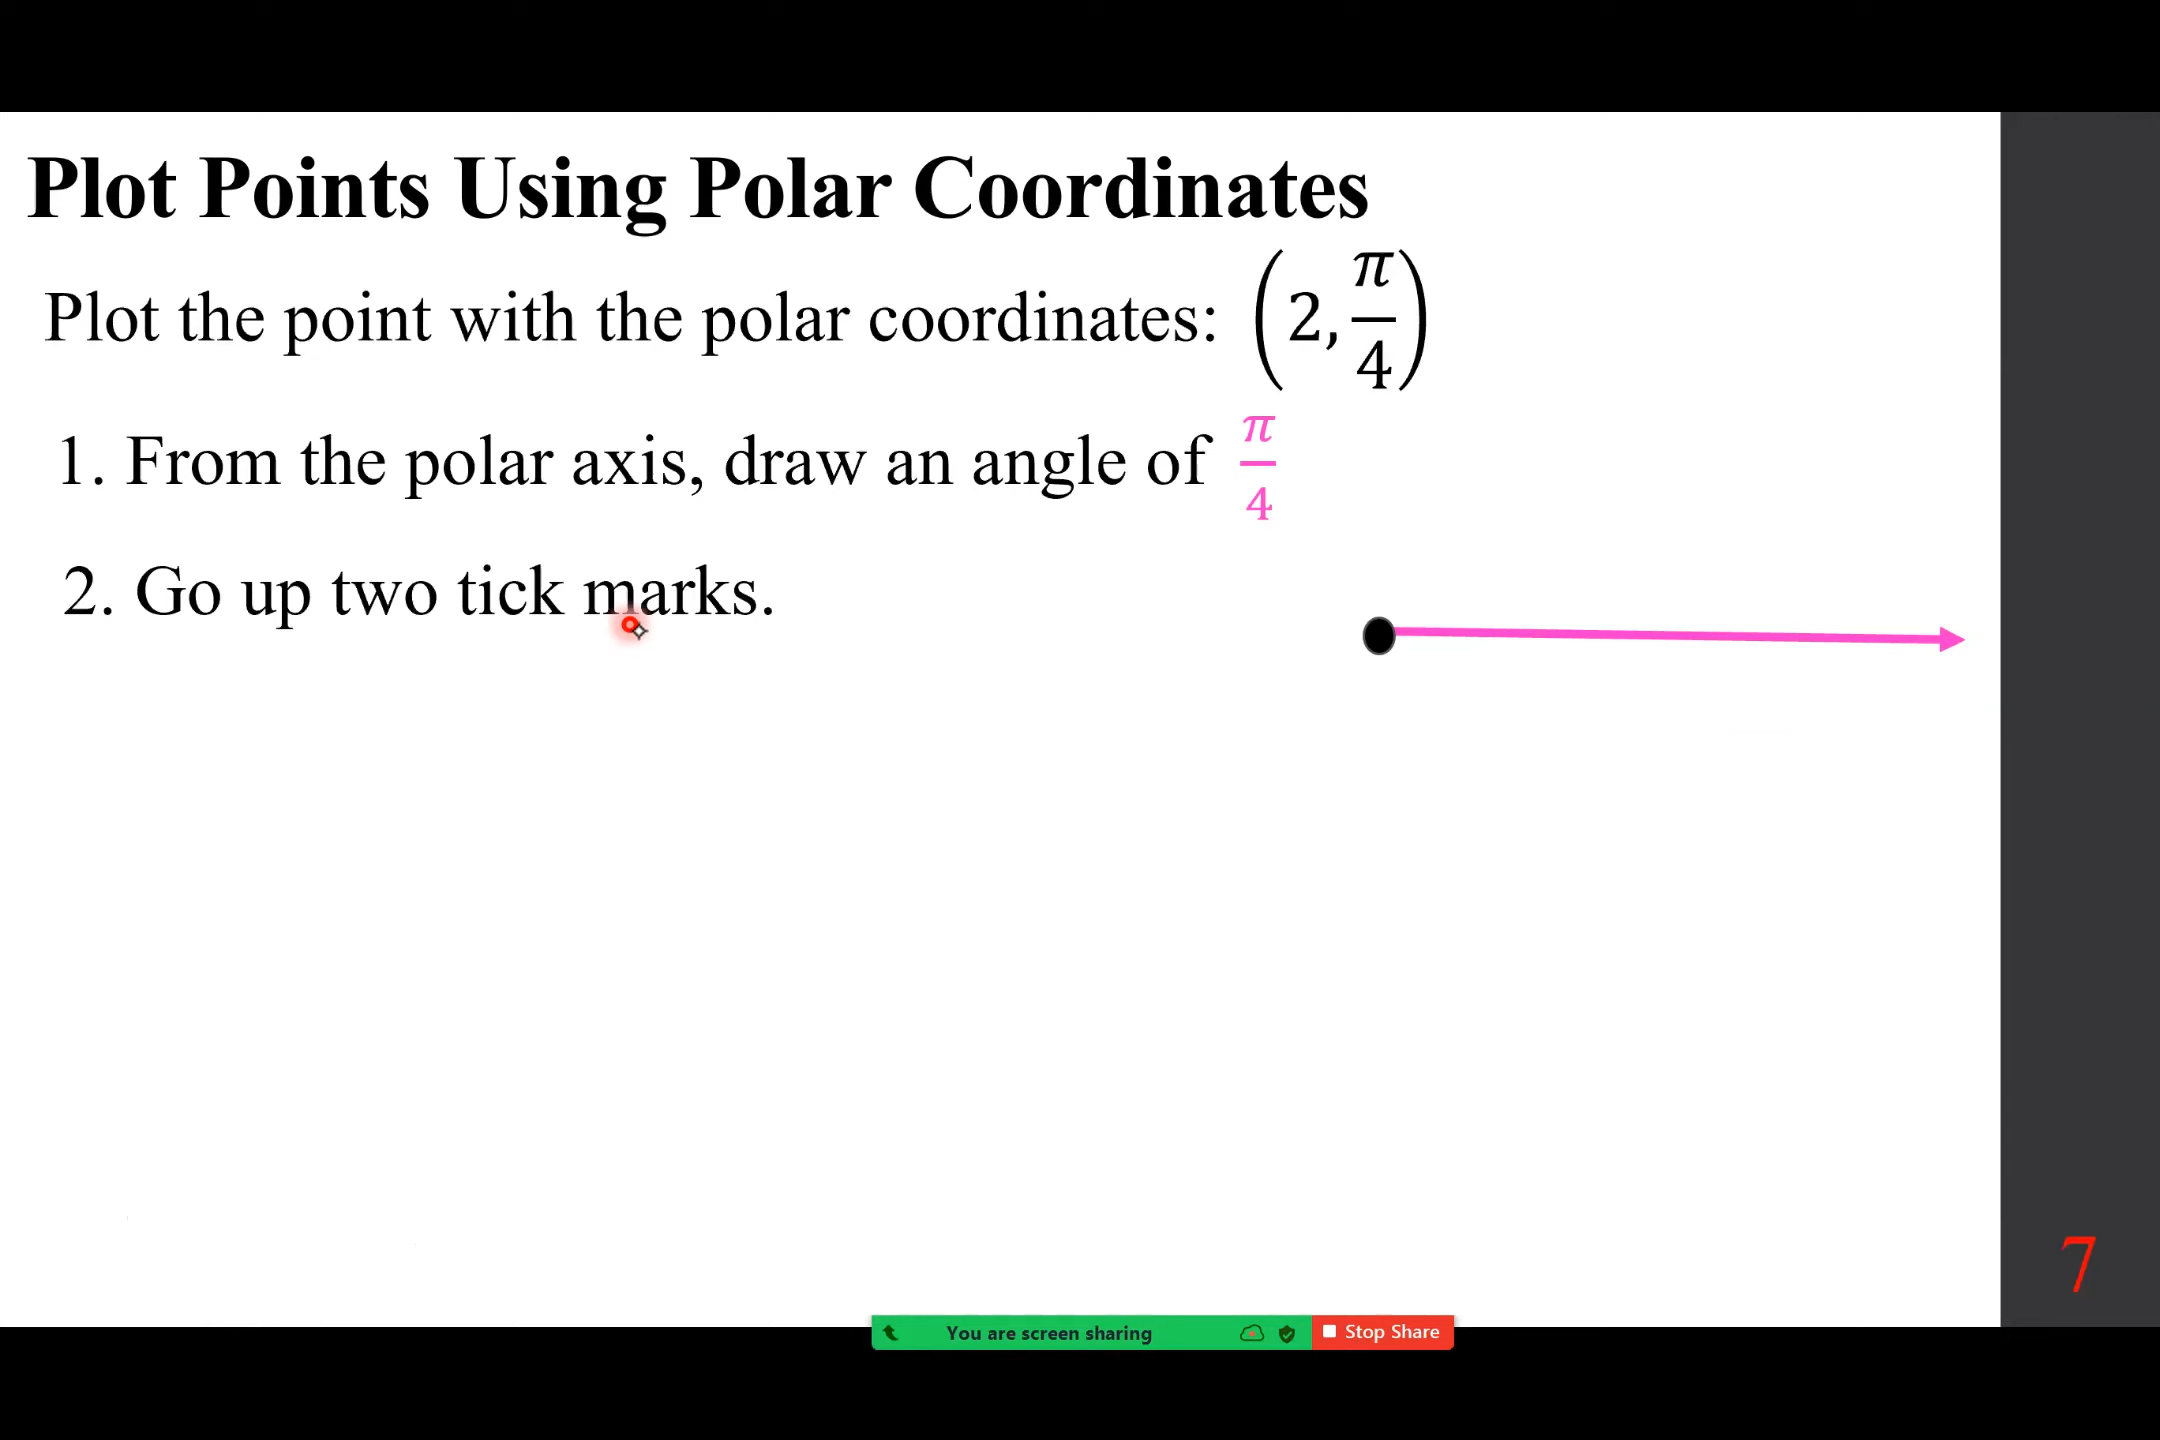 Plot Points Using Polar Coordinates
Plot the point with the polar coordinates: (2, π/4)
1. From the polar axis, draw an angle of π/4
2. Go up two tick marks.
7
You are screen sharing
Stop Share